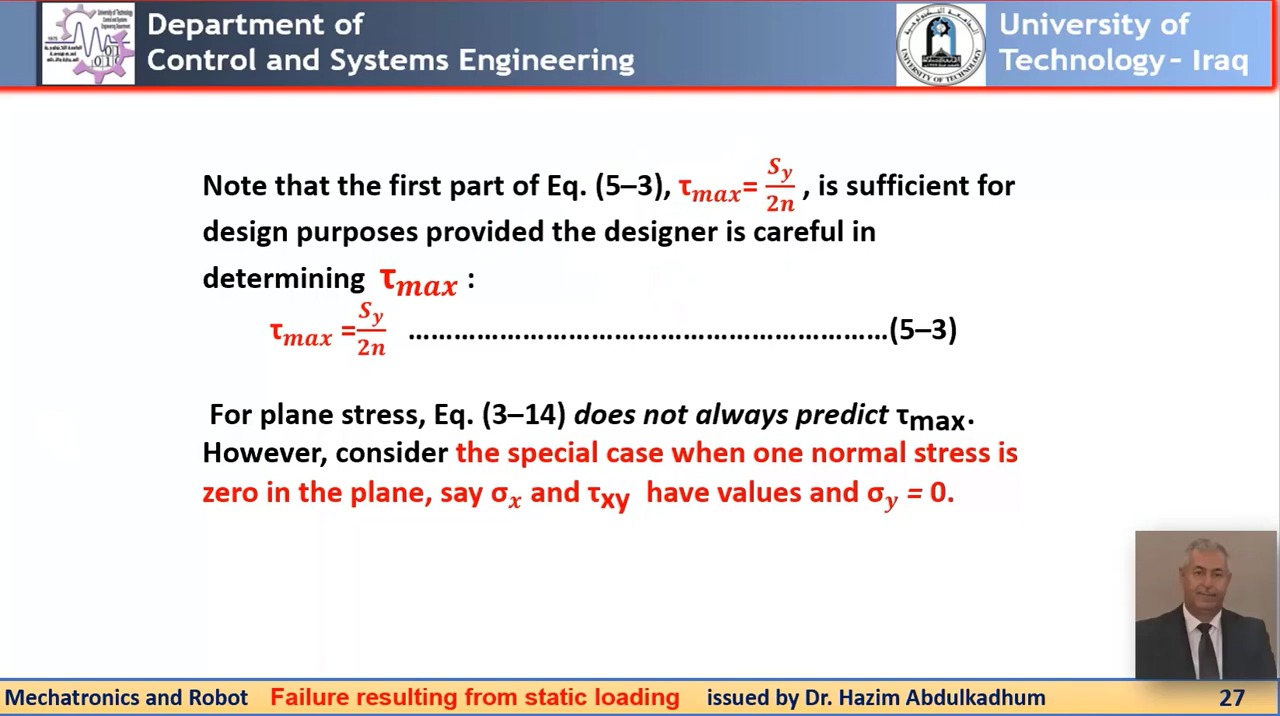 Department of
Control and Systems Engineering
University of
Technology - Iraq
UNIVERSITY OF TECHNOLOGY
Note that the first part of Eq. (5–3), τ𝑚𝑎𝑥= S𝑦/2n , is sufficient for
design purposes provided the designer is careful in
determining τ𝑚𝑎𝑥 :
τ𝑚𝑎𝑥 = S𝑦/2n ………………………………………………………(5–3)
For plane stress, Eq. (3–14) does not always predict τmax.
However, consider the special case when one normal stress is
zero in the plane, say σ𝑥 and τxy have values and σ𝑦 = 0.
Mechatronics and Robot Failure resulting from static loading issued by Dr. Hazim Abdulkadhum 27